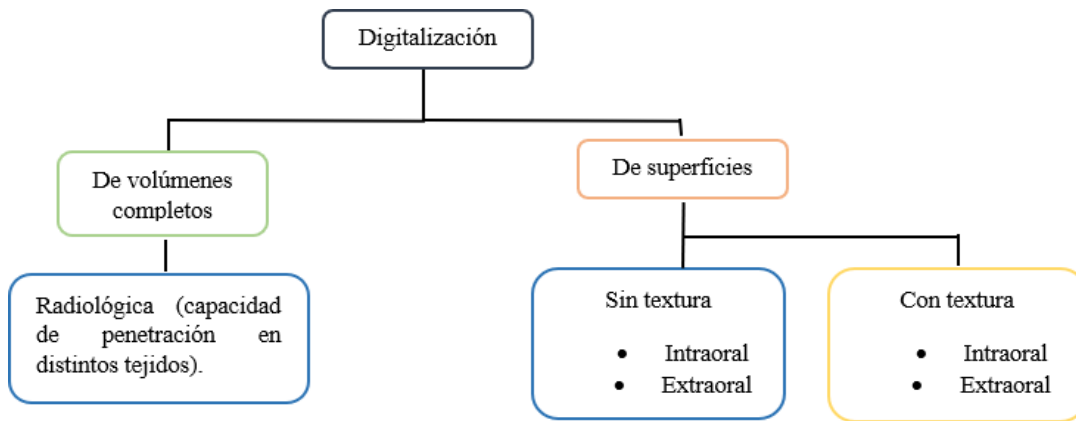 Digitalización
De volúmenes
completos
De superfícies
Radiológica (capacidad
de penetración en
distintos tejidos).
Sin textura
• Intraoral
• Extraoral
Con textura
• Intraoral
• Extraoral